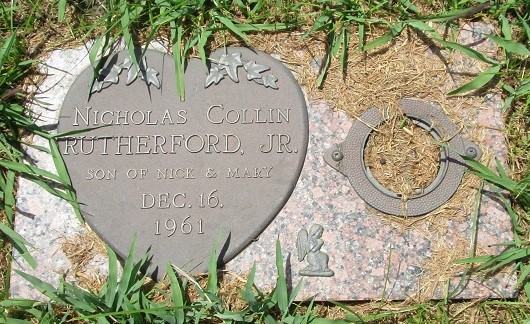 NICHOLAS COLLIN
RUTHERFORD, JR.
SON OF NICK & MARY
DEC. 16,
1961